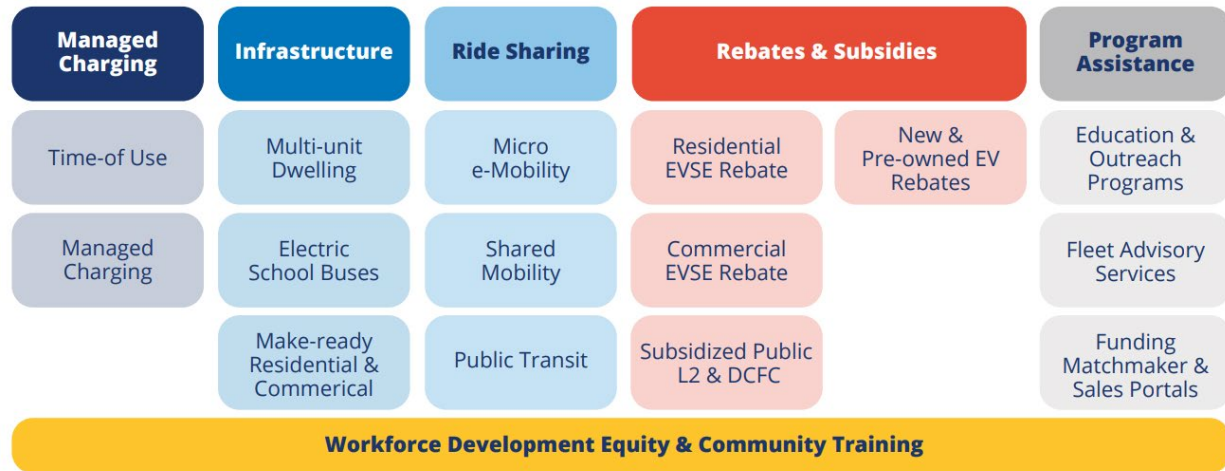 Managed
Charging
Infrastructure
Ride Sharing
Rebates & Subsidies
Program
Assistance
Time-of Use
Multi-unit
Dwelling
Micro
e-Mobility
Residential
EVSE Rebate
New &
Pre-owned EV
Rebates
Education &
Outreach
Programs
Managed
Charging
Electric
School Buses
Shared
Mobility
Commercial
EVSE Rebate
Fleet Advisory
Services
Make-ready
Residential &
Commerical
Public Transit
Subsidized Public
L2 & DCFC
Funding
Matchmaker &
Sales Portals
Workforce Development Equity & Community Training